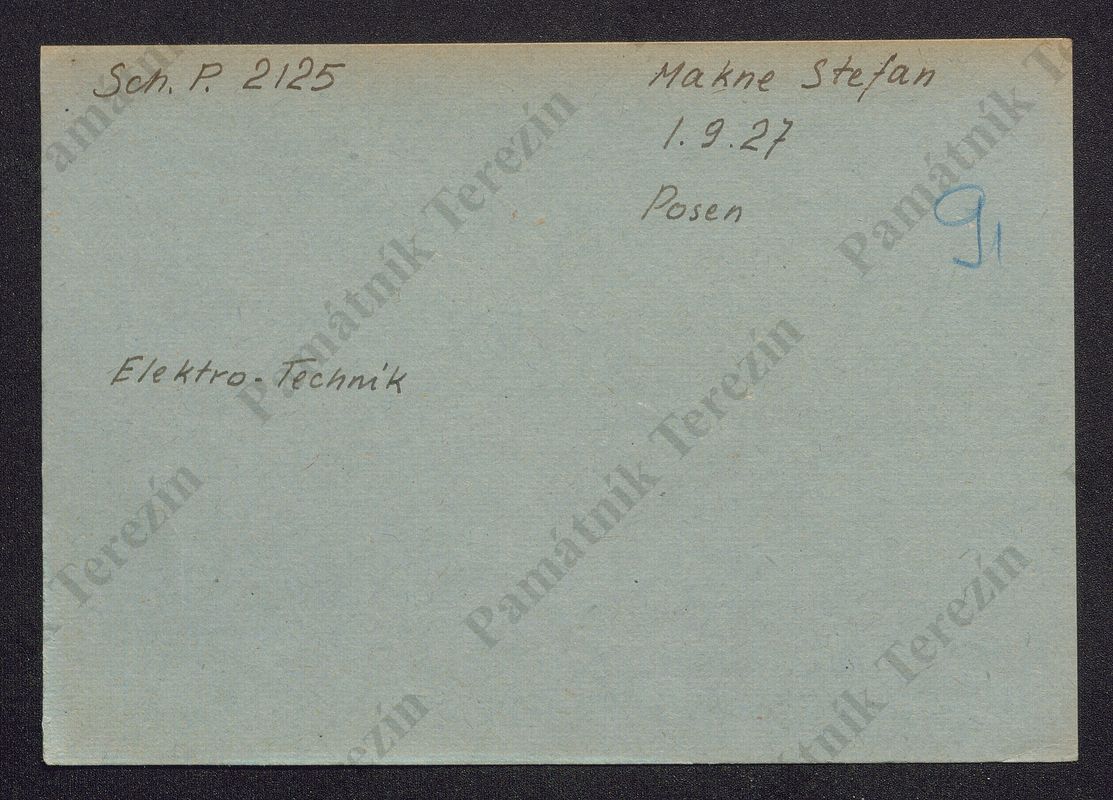 Sch. P. 2125
Makne Stefan
1.9.27
Posen
91
Elektro-Technik
Památník Terezín